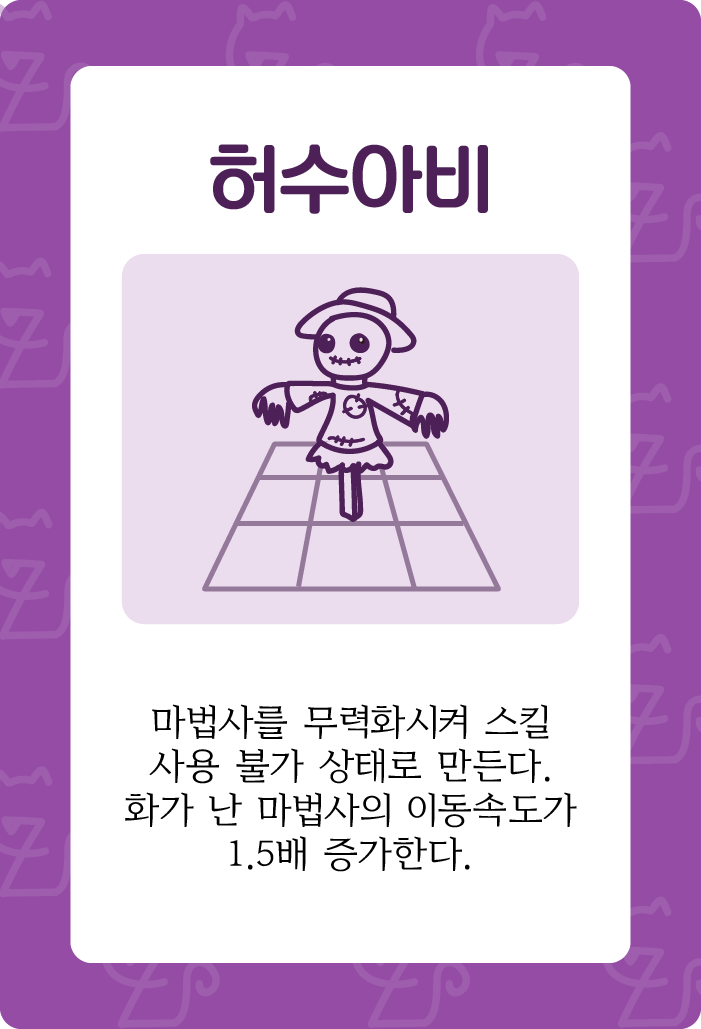 허수아비
마법사를 무력화시켜 스킬
사용 불가 상태로 만든다.
화가 난 마법사의 이동속도가
1.5배 증가한다.